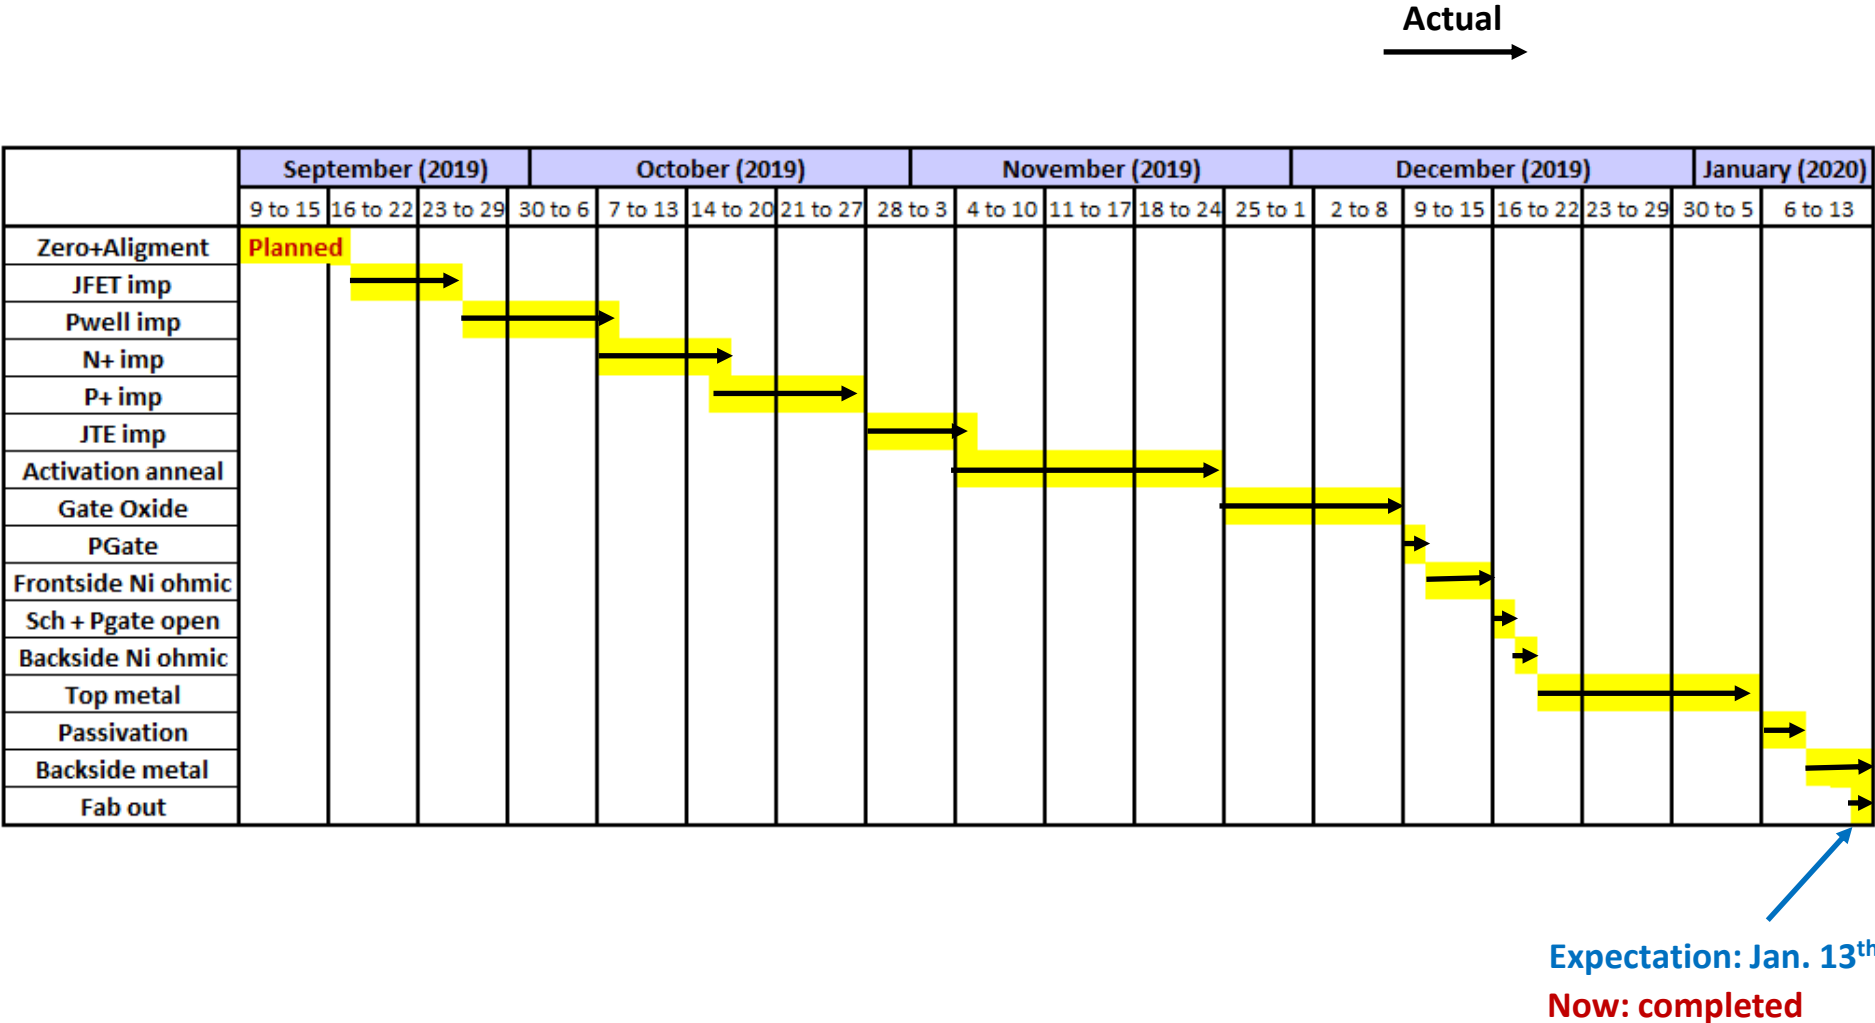 Actual
September (2019) October (2019) November (2019) December (2019) January (2020)
9 to 15 16 to 22 23 to 29 30 to 6 7 to 13 14 to 20 21 to 27 28 to 3 4 to 10 11 to 17 18 to 24 25 to 1 2 to 8 9 to 15 16 to 22 23 to 29 30 to 5 6 to 13
Zero+Aligment Planned
JFET imp
Pwell imp
N+ imp
P+ imp
JTE imp
Activation anneal
Gate Oxide
PGate
Frontside Ni ohmic
Sch + Pgate open
Backside Ni ohmic
Top metal
Passivation
Backside metal
Fab out
Expectation: Jan. 13th
Now: completed